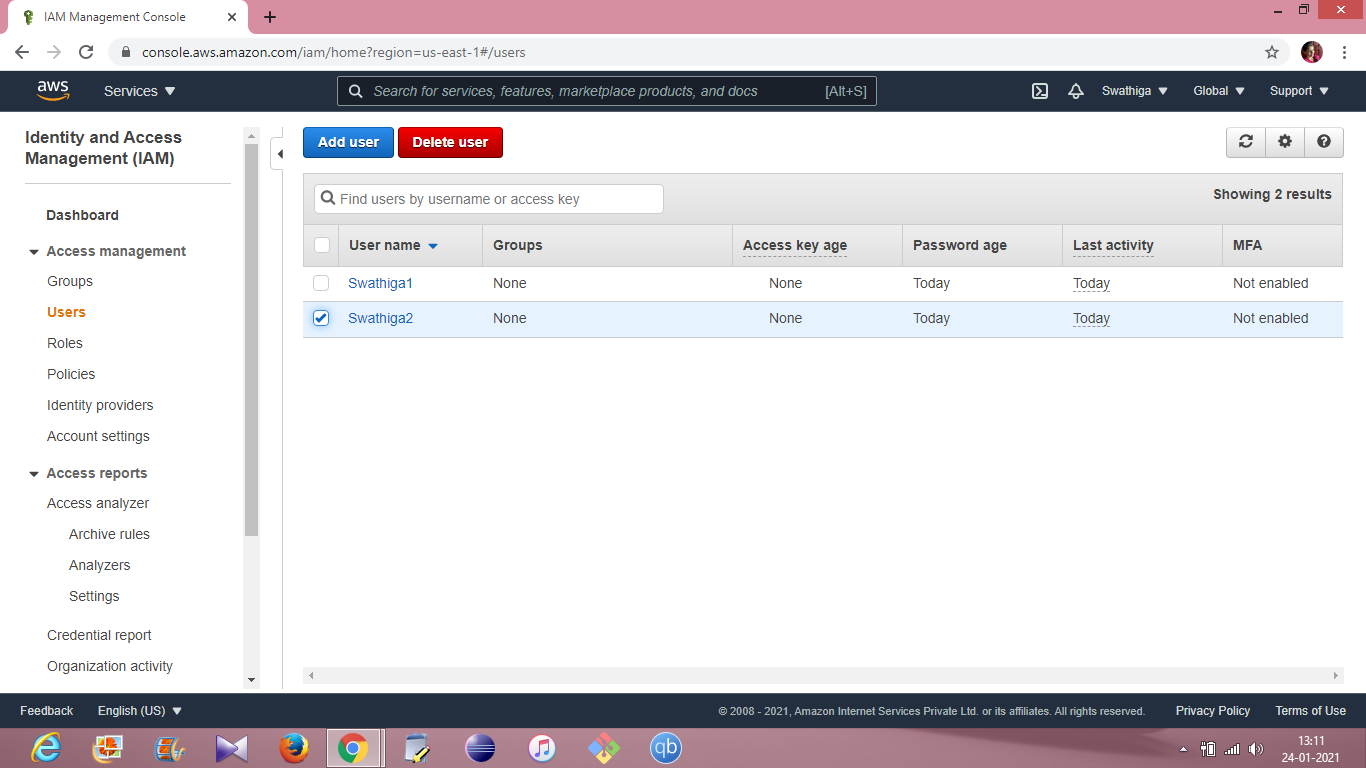 IAM Management Console
console.aws.amazon.com/iam/home?region=us-east-1#/users
aws Services Search for services, features, marketplace products, and docs [Alt+S] Swathiga Global Support
Identity and Access
Management (IAM)
Dashboard
Access management
Groups
Users
Roles
Policies
Identity providers
Account settings
Access reports
Access analyzer
Archive rules
Analyzers
Settings
Credential report
Organization activity
Add user Delete user
Find users by username or access key Showing 2 results
User name Groups Access key age Password age Last activity MFA
Swathiga1 None None Today Today Not enabled
Swathiga2 None None Today Today Not enabled
Feedback English (US) © 2008 - 2021, Amazon Internet Services Private Ltd. or its affiliates. All rights reserved. Privacy Policy Terms of Use
qb
13:11
24-01-2021